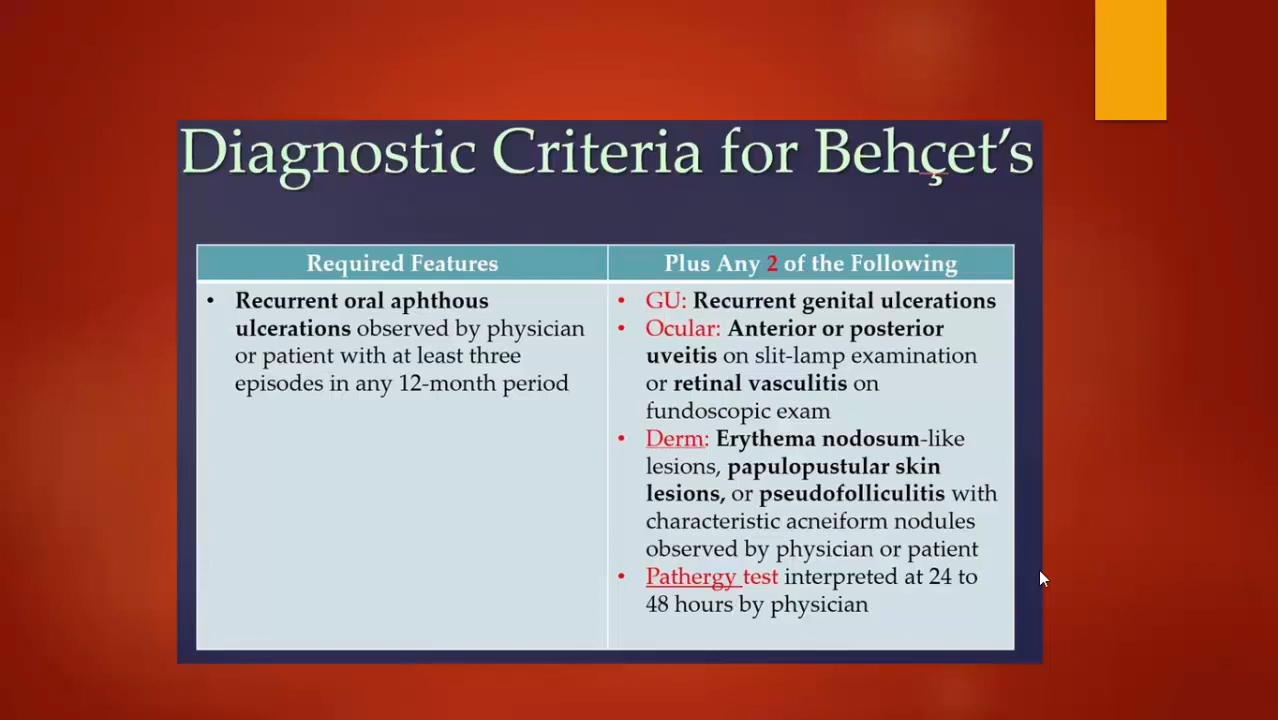 Diagnostic Criteria for Behçet’s
Required Features
Plus Any 2 of the Following
• Recurrent oral aphthous
ulcerations observed by physician
or patient with at least three
episodes in any 12-month period
• GU: Recurrent genital ulcerations
• Ocular: Anterior or posterior
uveitis on slit-lamp examination
or retinal vasculitis on
fundoscopic exam
• Derm: Erythema nodosum-like
lesions, papulopustular skin
lesions, or pseudofolliculitis with
characteristic acneiform nodules
observed by physician or patient
• Pathergy test interpreted at 24 to
48 hours by physician